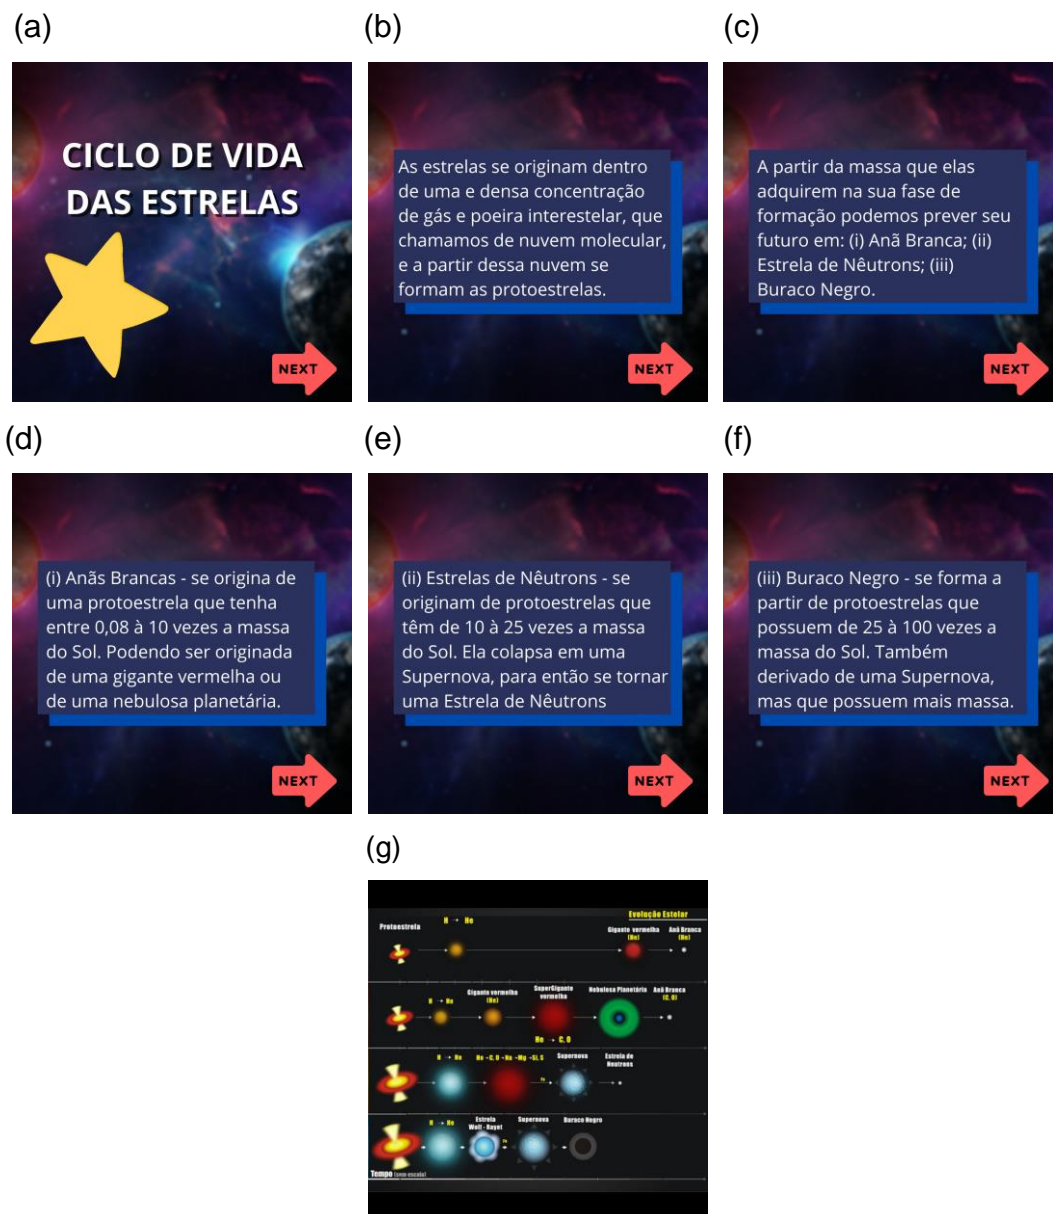 (a)
CICLO DE VIDA
DAS ESTRELAS
NEXT
(b)
As estrelas se originam dentro
de uma e densa concentração
de gás e poeira interestelar, que
chamamos de nuvem molecular,
e a partir dessa nuvem se
formam as protoestrelas.
NEXT
(c)
A partir da massa que elas
adquirem na sua fase de
formação podemos prever seu
futuro em: (i) Anã Branca; (ii)
Estrela de Nêutrons; (iii)
Buraco Negro.
NEXT
(d)
(i) Anãs Brancas - se origina de
uma protoestrela que tenha
entre 0,08 à 10 vezes a massa
do Sol. Podendo ser originada
de uma gigante vermelha ou
de uma nebulosa planetária.
NEXT
(e)
(ii) Estrelas de Nêutrons - se
originam de protoestrelas que
têm de 10 à 25 vezes a massa
do Sol. Ela colapsa em uma
Supernova, para então se tornar
uma Estrela de Nêutrons
NEXT
(f)
(iii) Buraco Negro - se forma a
partir de protoestrelas que
possuem de 25 à 100 vezes a
massa do Sol. Também
derivado de uma Supernova,
mas que possuem mais massa.
NEXT
(g)
Evolução Estelar
Protoestrela
H → He
Gigante vermelha
(He)
Anã Branca
(He)
H → He
Gigante vermelha
(He)
SuperGigante
vermelha
He → C, O
Nebulosa Planetária
Anã Branca
(C, O)
H → He
He →C, O →Ne →Mg →Si, S
Fe
Supernova
Estrela de
Neutrons
H → He
Estrela
Wolf - Rayet
Fe
Supernova
Buraco Negro
Tempo (sem escala)